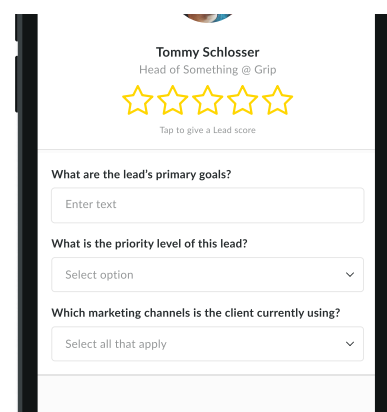 Tommy Schlosser
Head of Something @ Grip
Tap to give a Lead score
What are the lead's primary goals?
Enter text
What is the priority level of this lead?
Select option
Which marketing channels is the client currently using?
Select all that apply